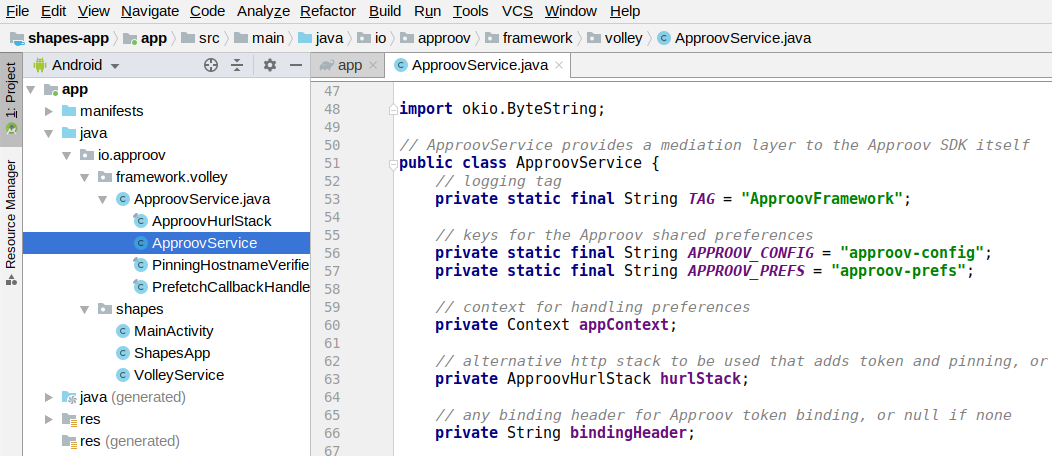 File Edit View Navigate Code Analyze Refactor Build Run Tools VCS Window Help
shapes-app app src main java io approov framework volley ApproovService.java
1: Project
Resource Manager
Android
app
manifests
java
io.approov
framework.volley
ApproovService.java
ApproovHurlStack
ApproovService
PinningHostnameVerifie
PrefetchCallbackHandle
shapes
MainActivity
ShapesApp
VolleyService
java (generated)
res
res (generated)
app ApproovService.java
47
48 import okio.ByteString;
49
50 // ApproovService provides a mediation layer to the Approov SDK itself
51 public class ApproovService {
52 // logging tag
53 private static final String TAG = "ApproovFramework";
54
55 // keys for the Approov shared preferences
56 private static final String APPROOV_CONFIG = "approov-config";
57 private static final String APPROOV_PREFS = "approov-prefs";
58
59 // context for handling preferences
60 private Context appContext;
61
62 // alternative http stack to be used that adds token and pinning, or
63 private ApproovHurlStack hurlStack;
64
65 // any binding header for Approov token binding, or null if none
66 private String bindingHeader;
67